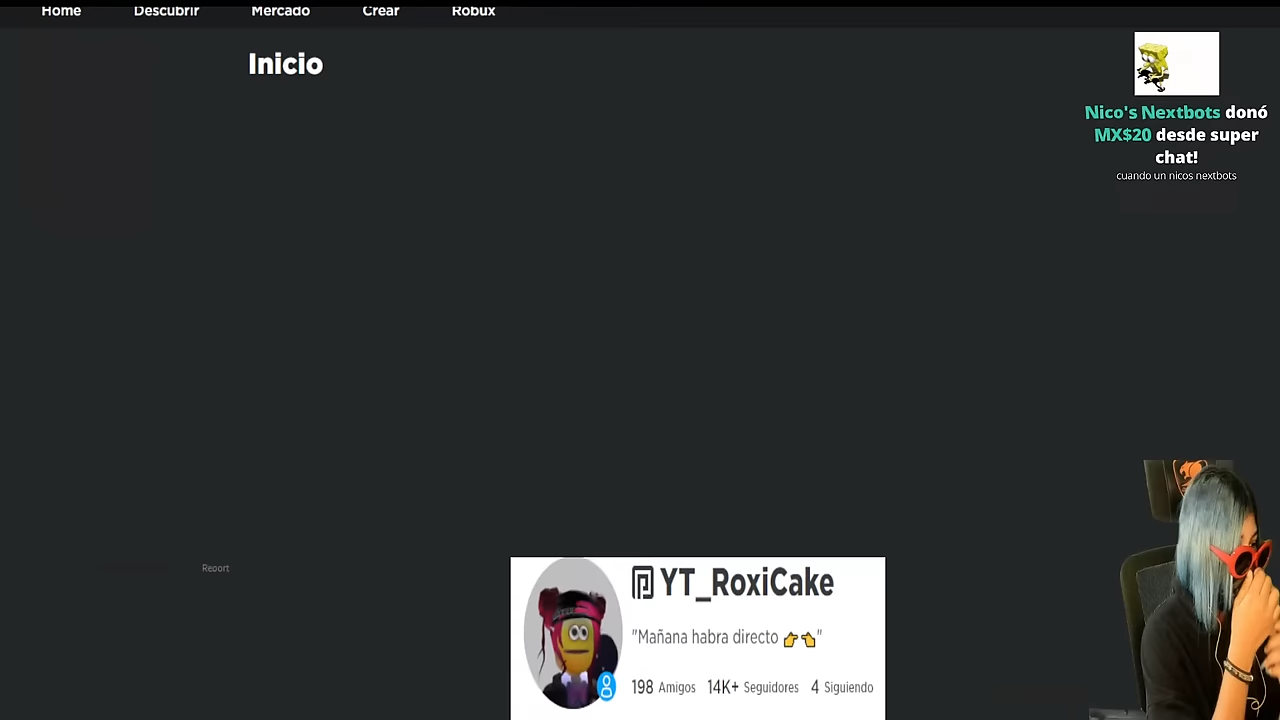 Home Descubrir Mercado Crear Robux
Inicio
Nico's Nextbots donó
MX$20 desde super
chat!
cuando un nicos nextbots
Report
YT_RoxiCake
"Mañana habra directo 👉👈"
198 Amigos 14K+ Seguidores 4 Siguiendo